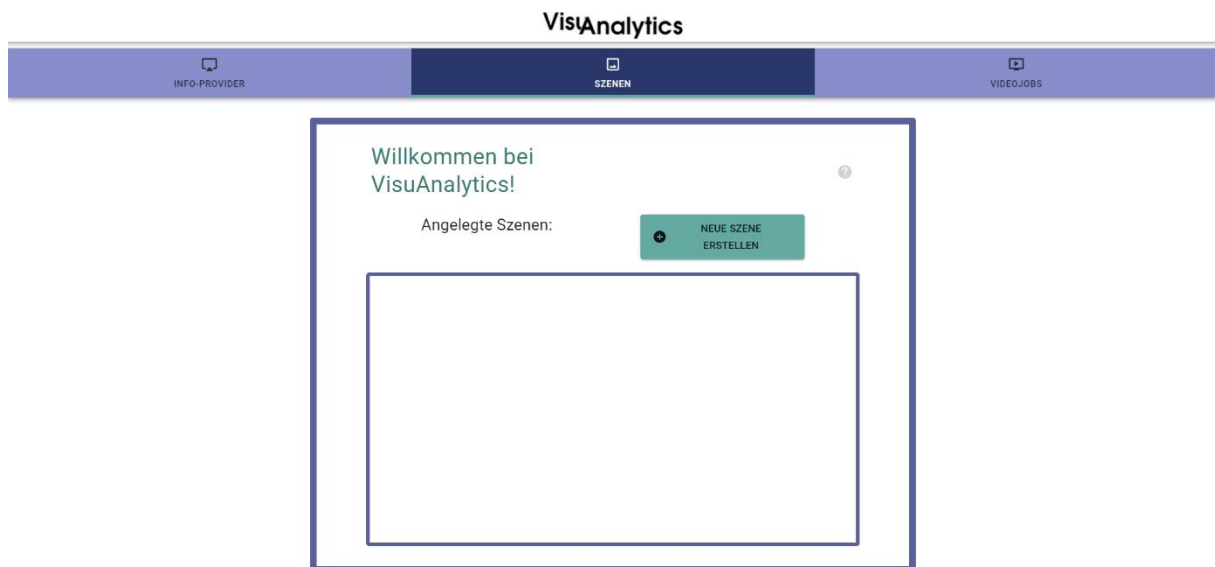 VisuAnalytics
INFO-PROVIDER
SZENEN
VIDEOJOBS
Willkommen bei
VisuAnalytics!
Angelegte Szenen:
NEUE SZENE
ERSTELLEN